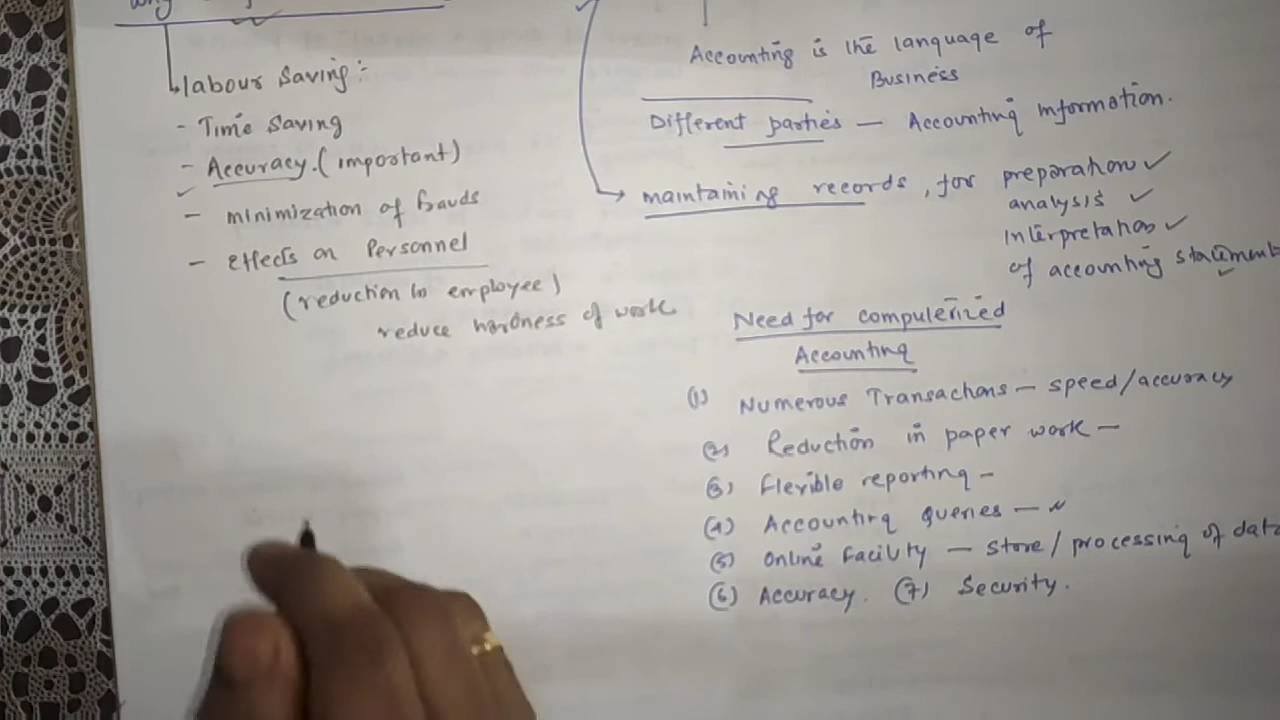 Why
Labour Saving:-
- Time Saving
- Accuracy. (important)
- minimization of frauds
- effects on Personnel
(reduction in employee)
reduce hardness of work
Accounting is the language of
Business
Different parties — Accounting information.
maintaining records, for preparation ✓
analysis ✓
Interpretation ✓
of accounting statement
Need for computerized
Accounting
(1) Numerous Transactions — speed/accuracy
(2) Reduction in paper work —
(3) Flexible reporting —
(4) Accounting queries —
(5) Online facility — store/processing of data
(6) Accuracy. (7) Security.